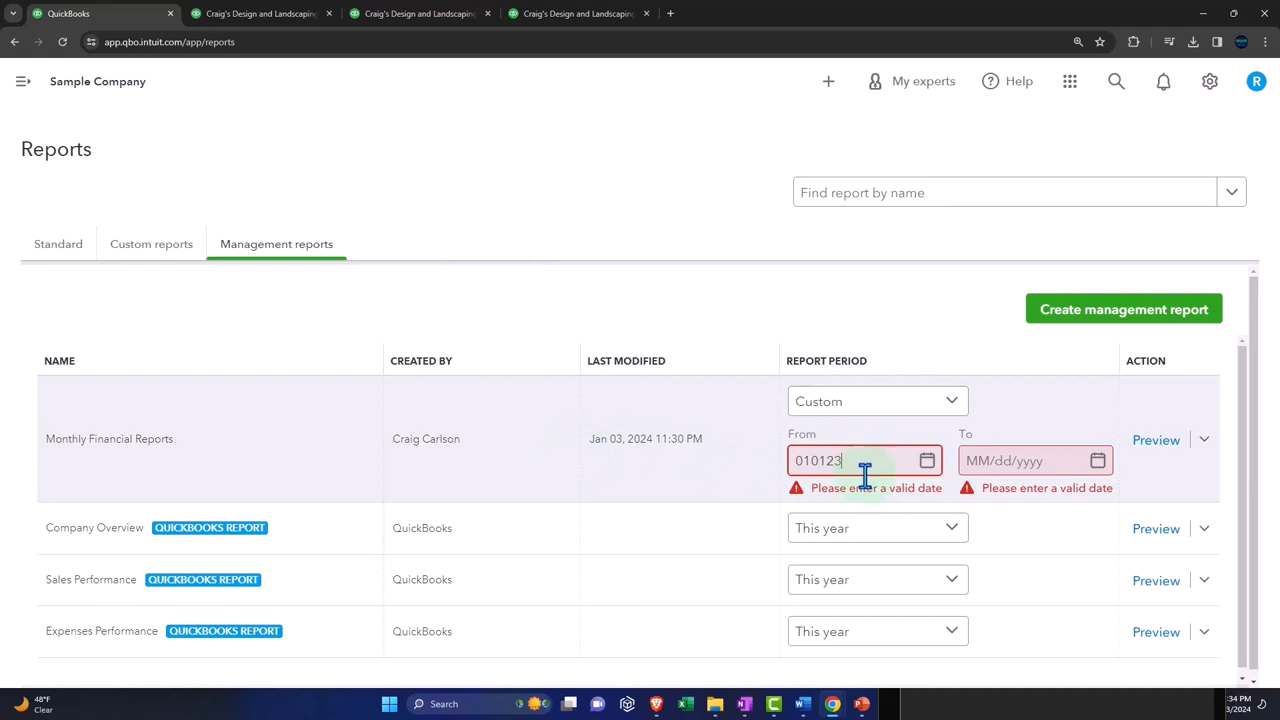 QuickBooks
Craig's Design and Landscaping
Craig's Design and Landscaping
Craig's Design and Landscaping
app.qbo.intuit.com/app/reports
Sample Company
My experts
Help
R
Reports
Find report by name
Standard
Custom reports
Management reports
Create management report
NAME
CREATED BY
LAST MODIFIED
REPORT PERIOD
ACTION
Custom
From
To
Monthly Financial Reports
Craig Carlson
Jan 03, 2024 11:30 PM
010123
MM/dd/yyyy
Preview
Please enter a valid date
Please enter a valid date
Company Overview QUICKBOOKS REPORT
QuickBooks
This year
Preview
Sales Performance QUICKBOOKS REPORT
QuickBooks
This year
Preview
Expenses Performance QUICKBOOKS REPORT
QuickBooks
This year
Preview
48°F
Clear
Search
:34 PM
3/2024